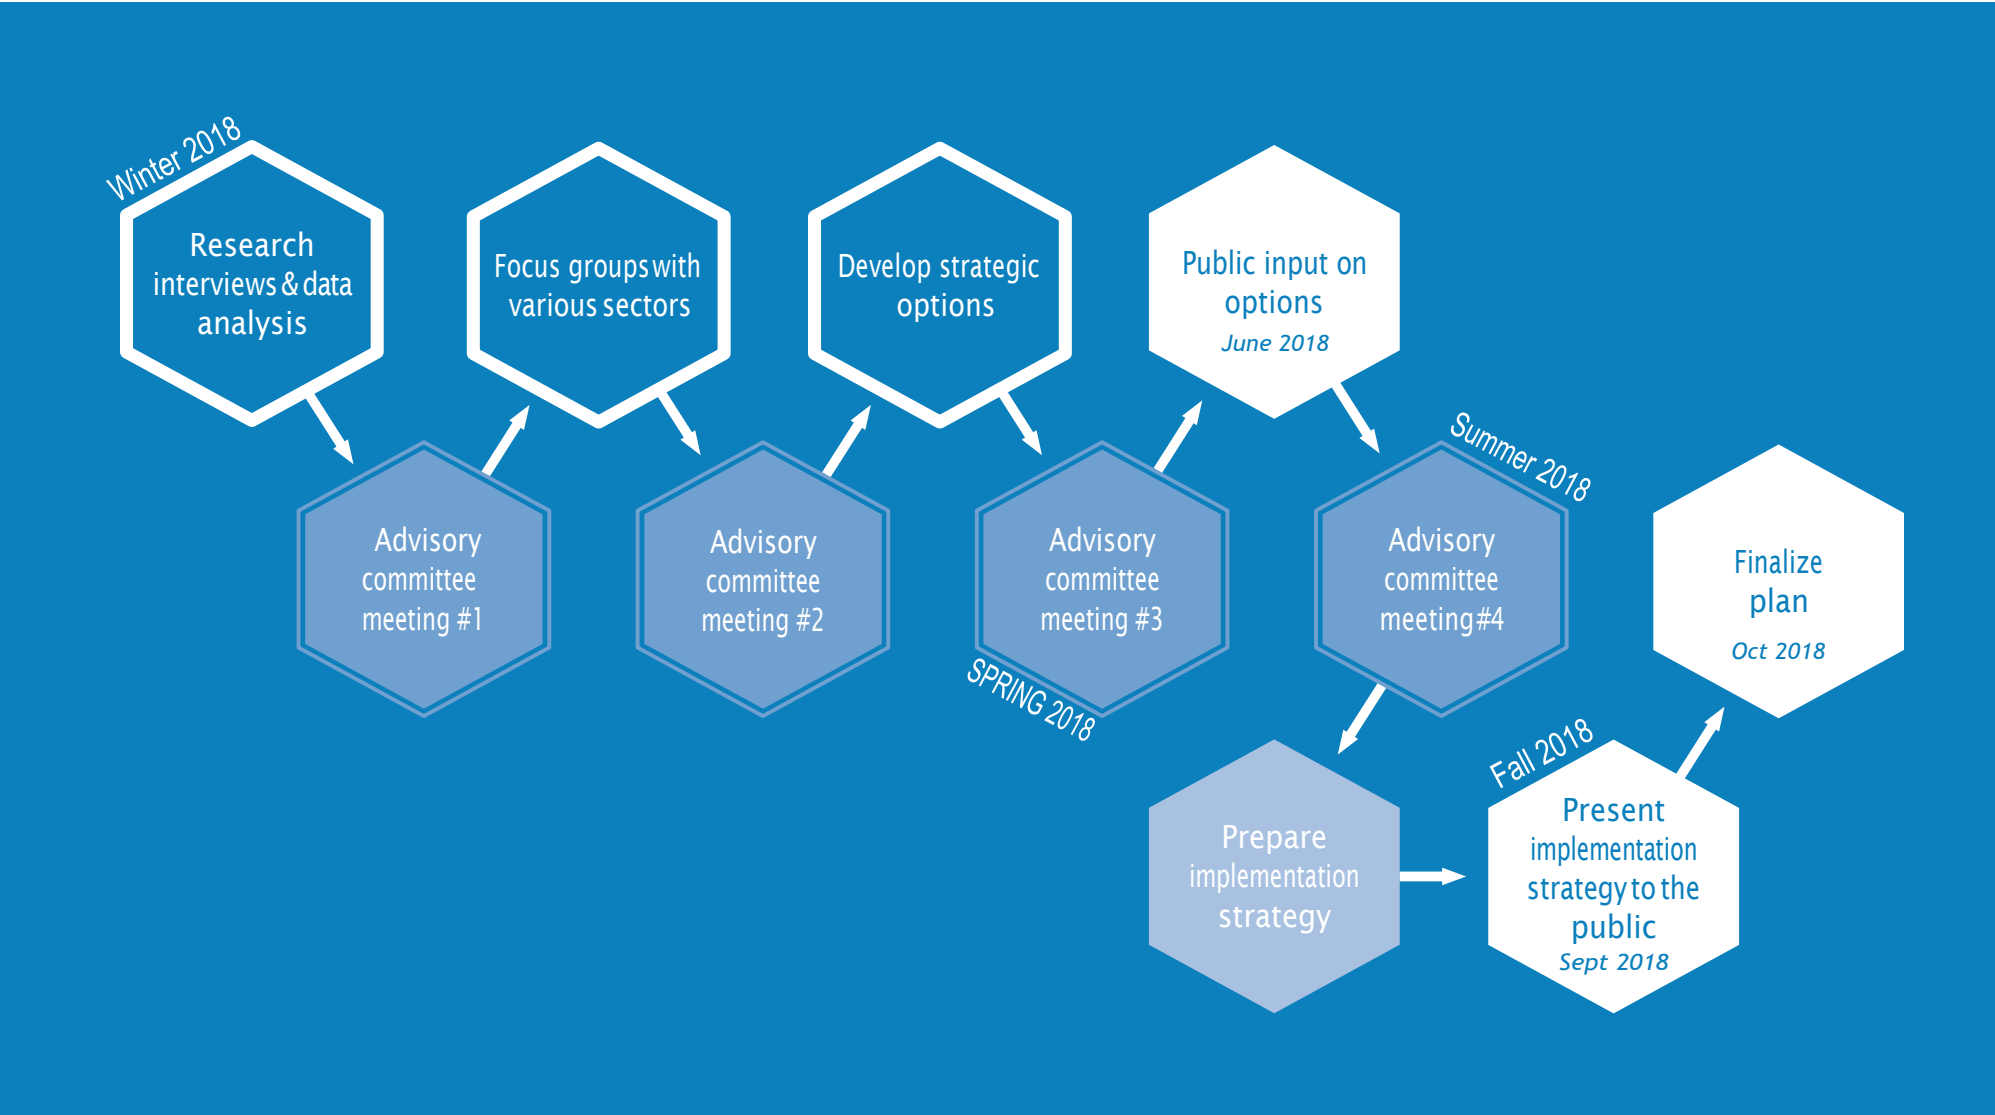 Winter 2018
Research
interviews & data
analysis
Advisory
committee
meeting #1
Focus groups with
various sectors
Advisory
committee
meeting #2
Develop strategic
options
Advisory
committee
meeting #3
SPRING 2018
Public input on
options
June 2018
Summer 2018
Advisory
committee
meeting #4
Prepare
implementation
strategy
Fall 2018
Present
implementation
strategy to the
public
Sept 2018
Finalize
plan
Oct 2018